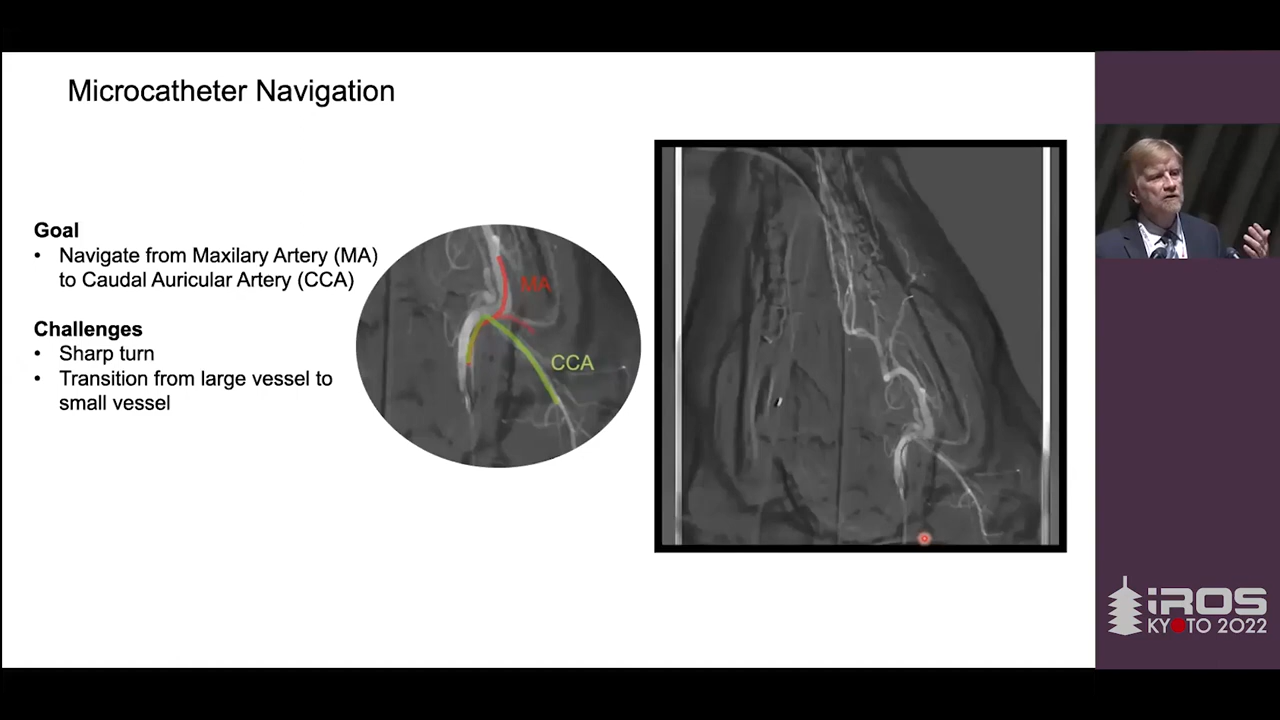 Microcatheter Navigation
Goal
• Navigate from Maxilary Artery (MA)
to Caudal Auricular Artery (CCA)
Challenges
• Sharp turn
• Transition from large vessel to
small vessel
MA
CCA
iROS
KYOTO 2022